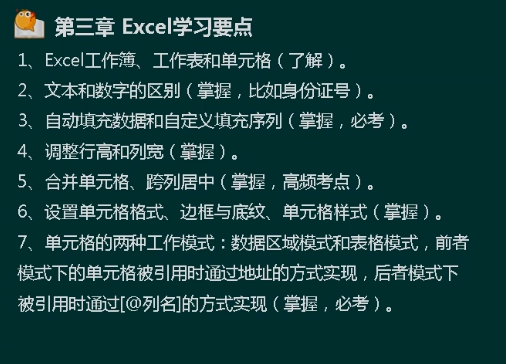 第三章 Excel学习要点
1、Excel工作簿、工作表和单元格（了解）。
2、文本和数字的区别（掌握，比如身份证号）。
3、自动填充数据和自定义填充序列（掌握，必考）。
4、调整行高和列宽（掌握）。
5、合并单元格、跨列居中（掌握，高频考点）。
6、设置单元格格式、边框与底纹、单元格样式（掌握）。
7、单元格的两种工作模式：数据区域模式和表格模式，前者
模式下的单元格被引用时通过地址的方式实现，后者模式下
被引用时通过[@列名]的方式实现（掌握，必考）。